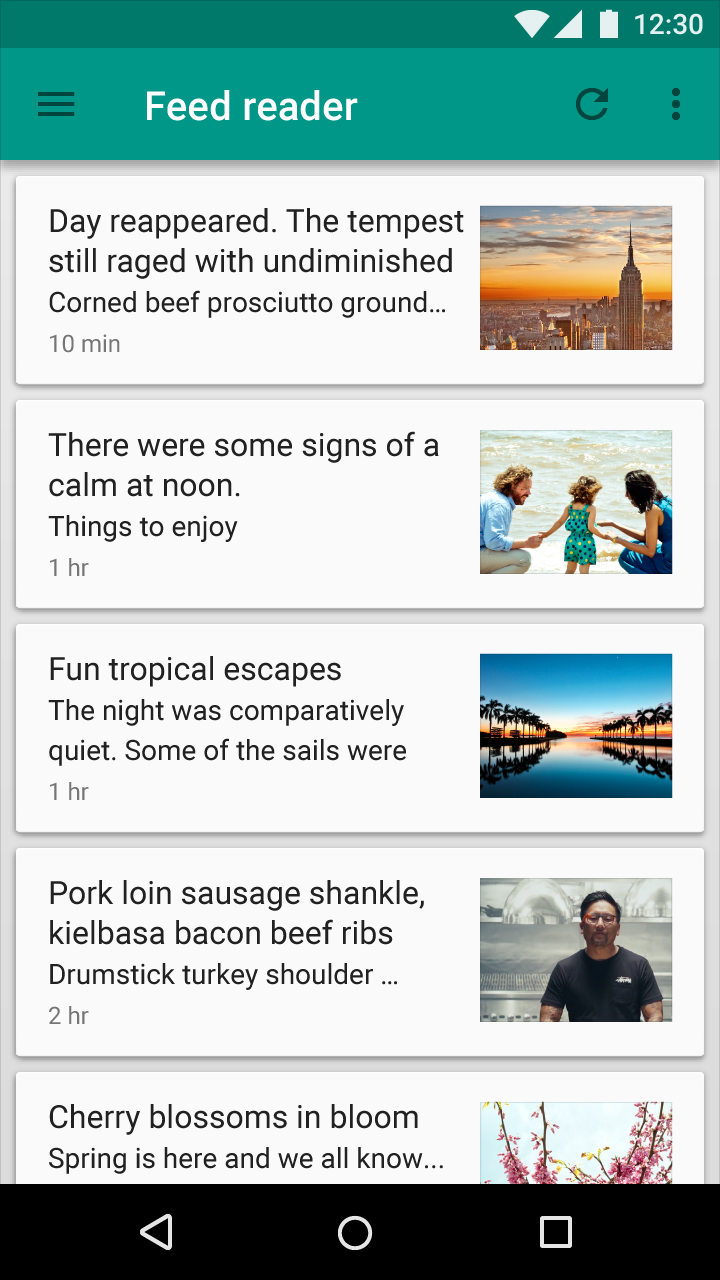 12:30
Feed reader
Day reappeared. The tempest
still raged with undiminished
Corned beef prosciutto ground…
10 min
There were some signs of a
calm at noon.
Things to enjoy
1 hr
Fun tropical escapes
The night was comparatively
quiet. Some of the sails were
1 hr
Pork loin sausage shankle,
kielbasa bacon beef ribs
Drumstick turkey shoulder …
2 hr
Cherry blossoms in bloom
Spring is here and we all know...